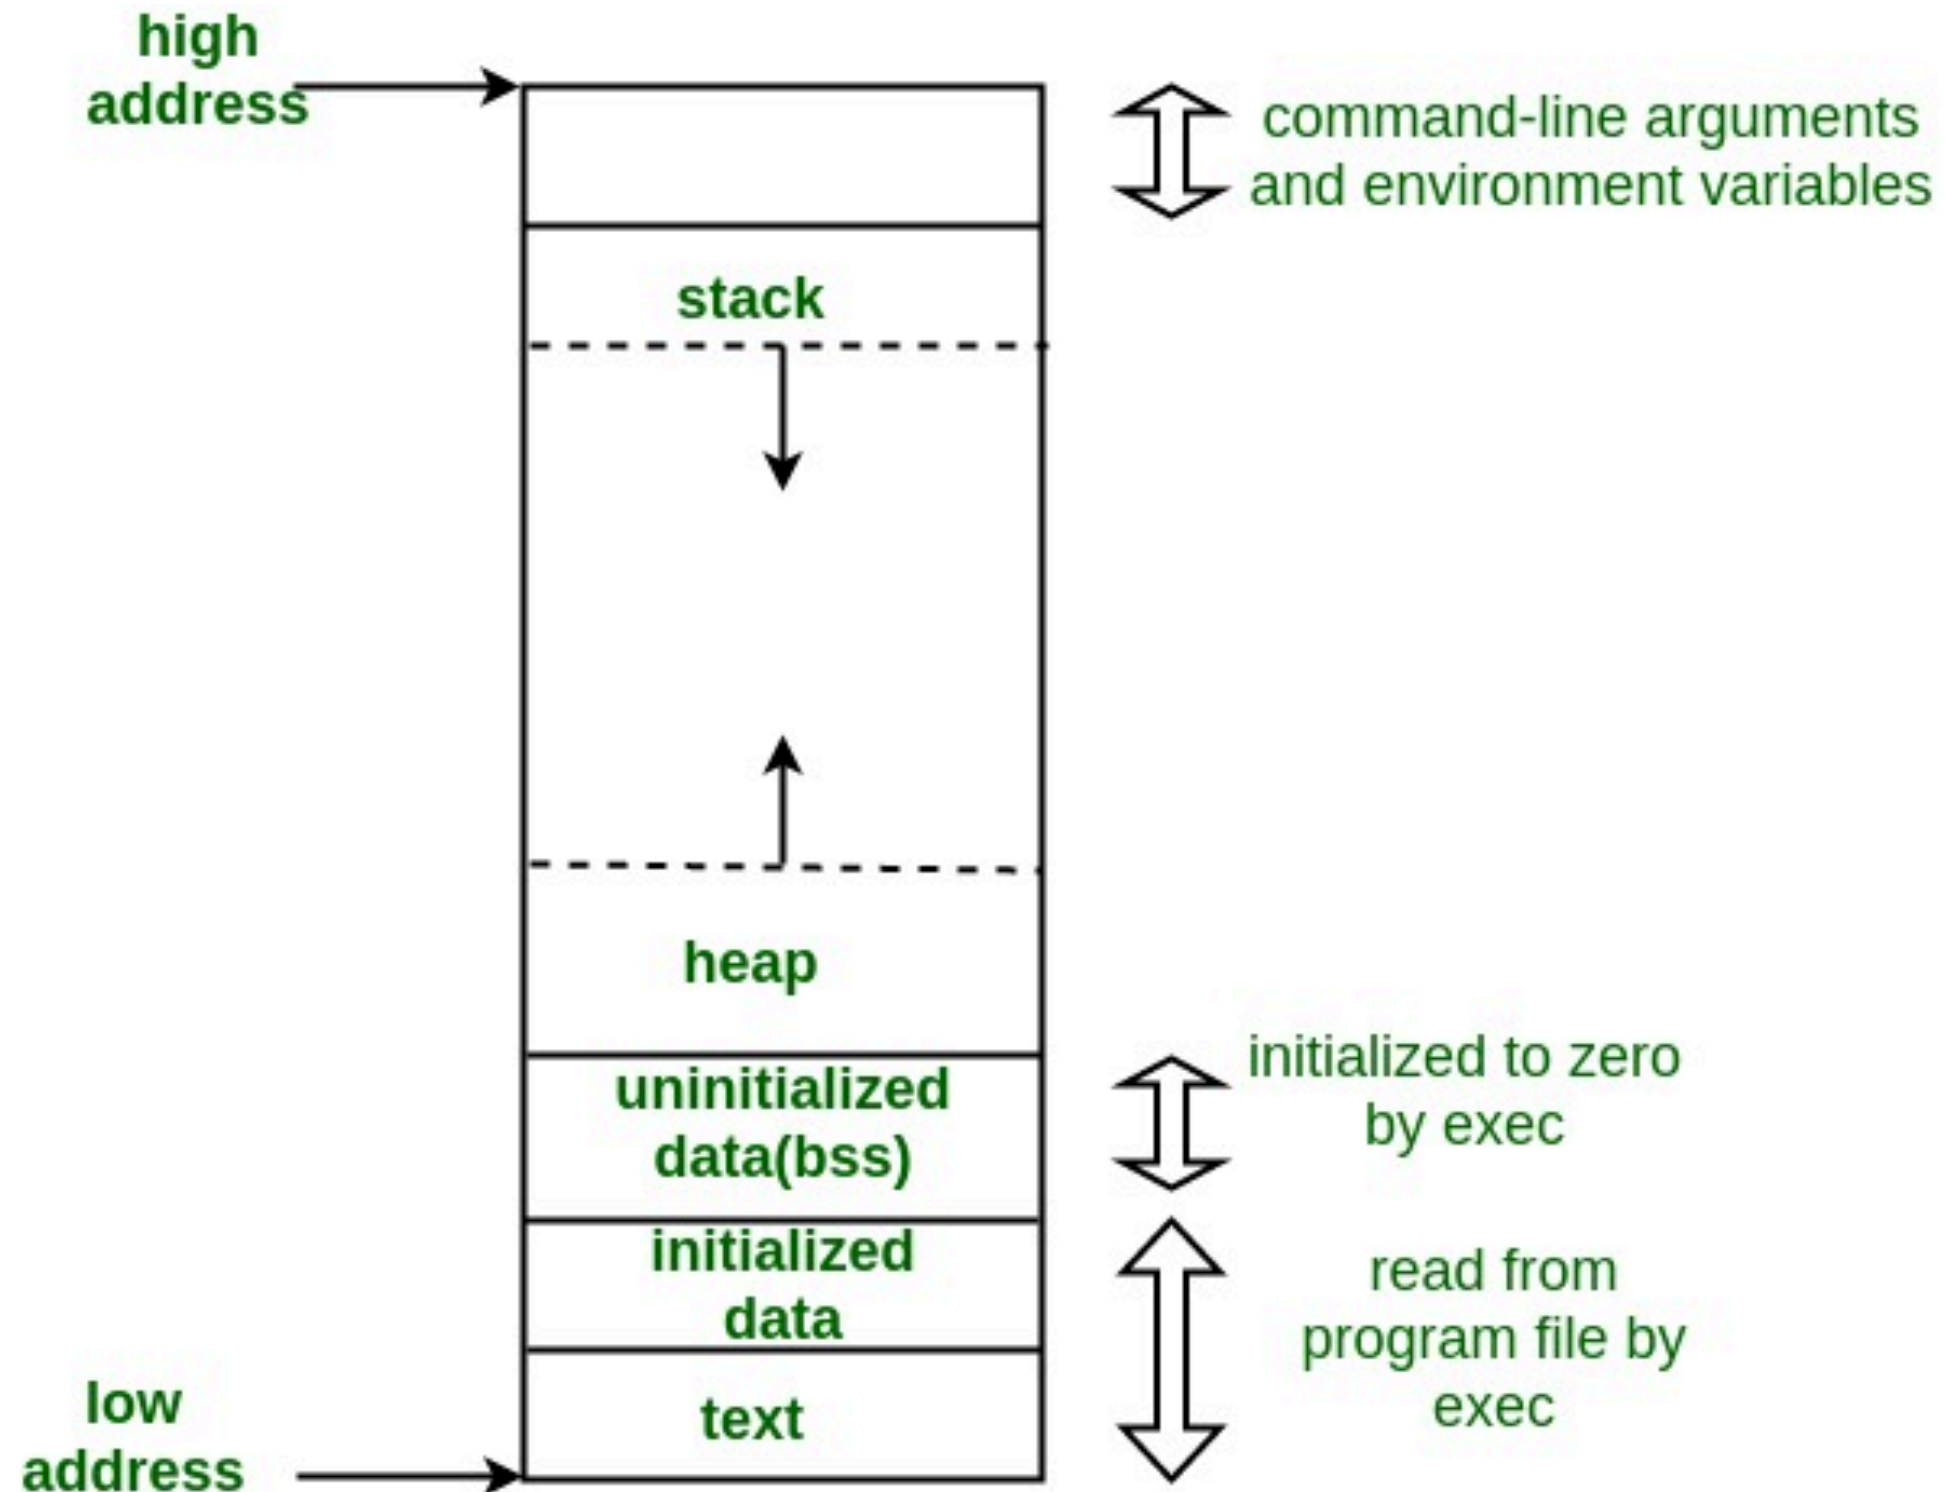 high
address
command-line arguments
and environment variables
stack
heap
uninitialized
data(bss)
initialized to zero
by exec
initialized
data
read from
program file by
exec
text
low
address